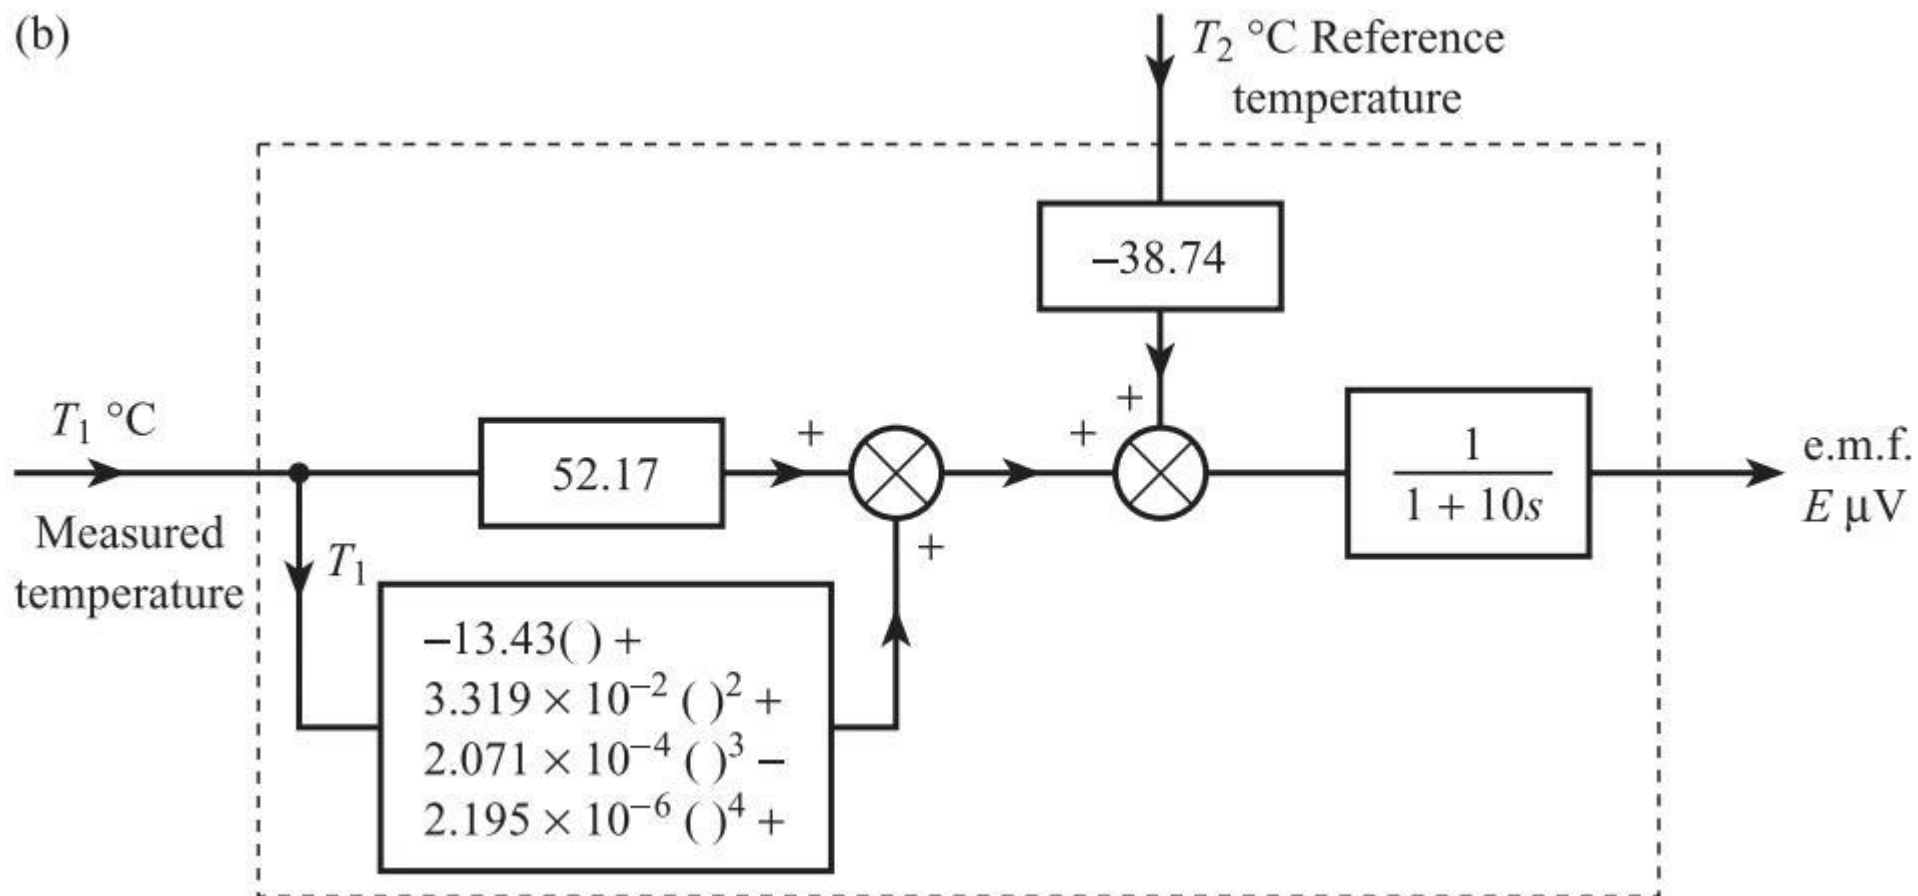 (b)
T₂ °C Reference
temperature
−38.74
T₁ °C
Measured
temperature
T₁
52.17
+
+
+
+
−13.43( ) +
3.319 × 10⁻² ( )² +
2.071 × 10⁻⁴ ( )³ −
2.195 × 10⁻⁶ ( )⁴ +
1
1 + 10s
e.m.f.
E μV